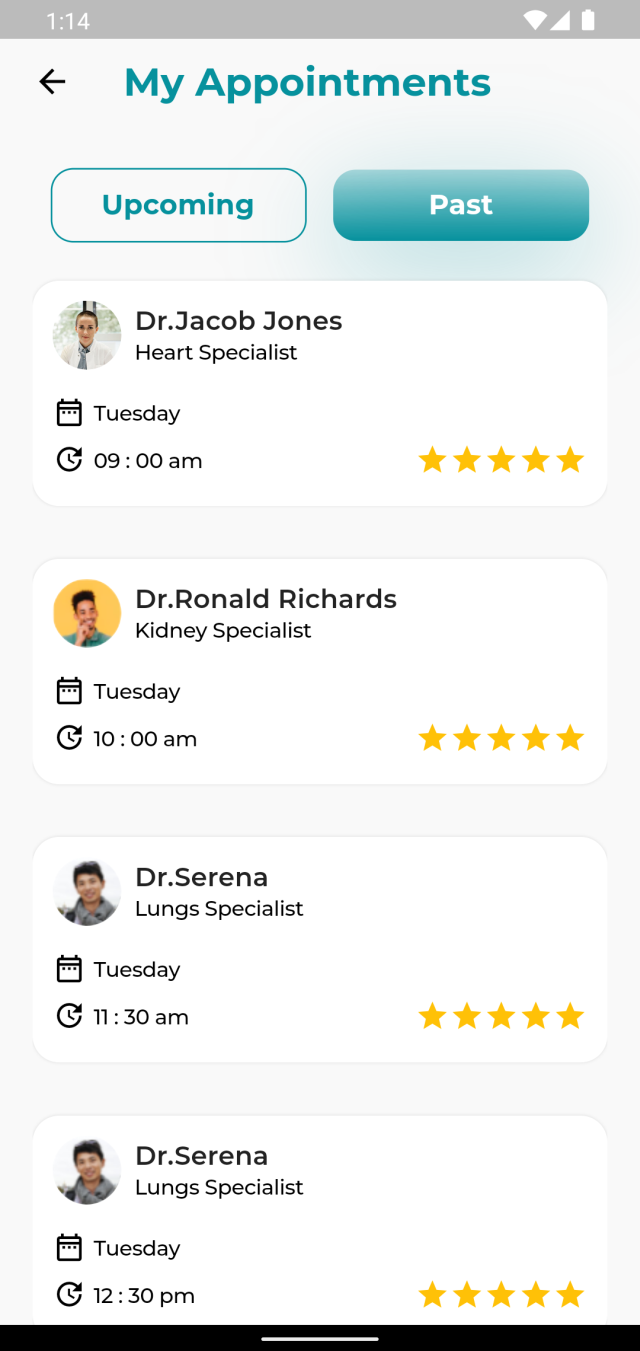 1:14
My Appointments
Upcoming
Past
Dr.Jacob Jones
Heart Specialist
Tuesday
09 : 00 am
Dr.Ronald Richards
Kidney Specialist
Tuesday
10 : 00 am
Dr.Serena
Lungs Specialist
Tuesday
11 : 30 am
Dr.Serena
Lungs Specialist
Tuesday
12 : 30 pm